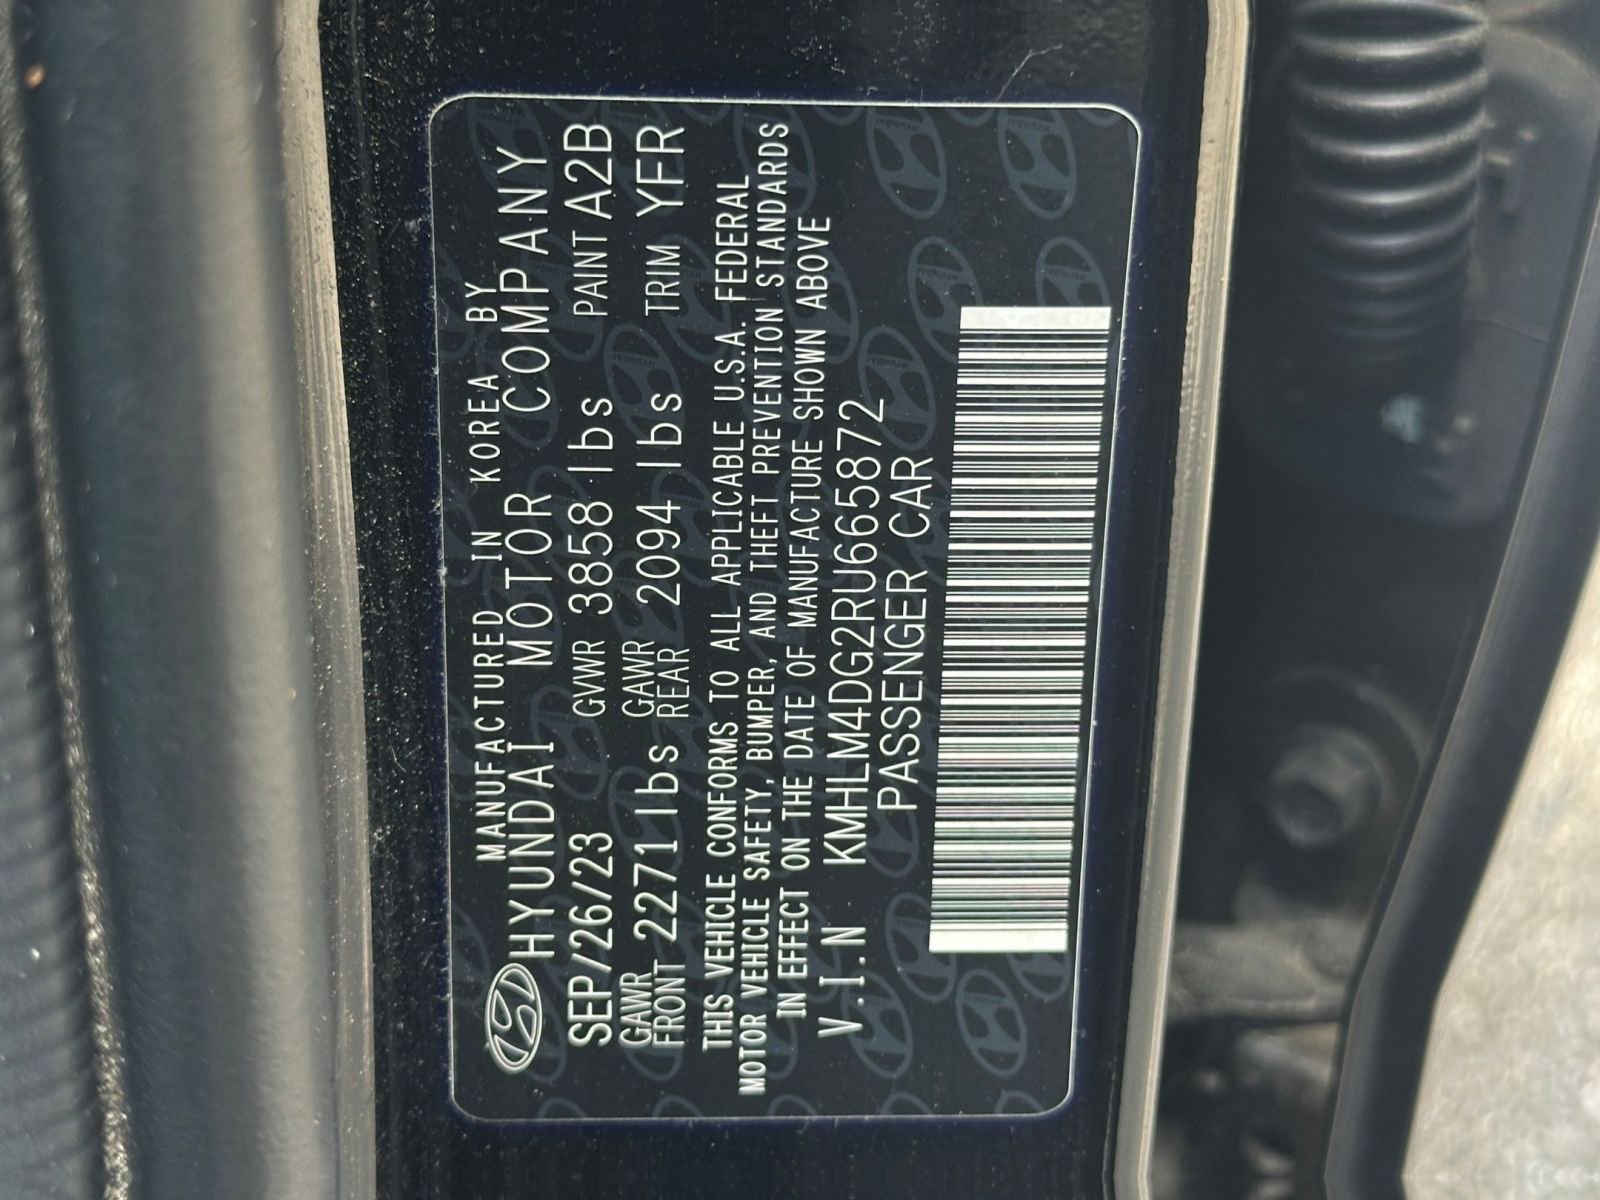 MANUFACTURED IN KOREA BY
HYUNDAI MOTOR COMPANY
SEP/26/23 GVWR 3858 lbs PAINT A2B
GAWR FRONT 2271 lbs GAWR REAR 2094 lbs TRIM YFR
THIS VEHICLE CONFORMS TO ALL APPLICABLE U.S.A. FEDERAL
MOTOR VEHICLE SAFETY, BUMPER, AND THEFT PREVENTION STANDARDS
IN EFFECT ON THE DATE OF MANUFACTURE SHOWN ABOVE
V.I.N KMHLM4DG2RU665872
PASSENGER CAR